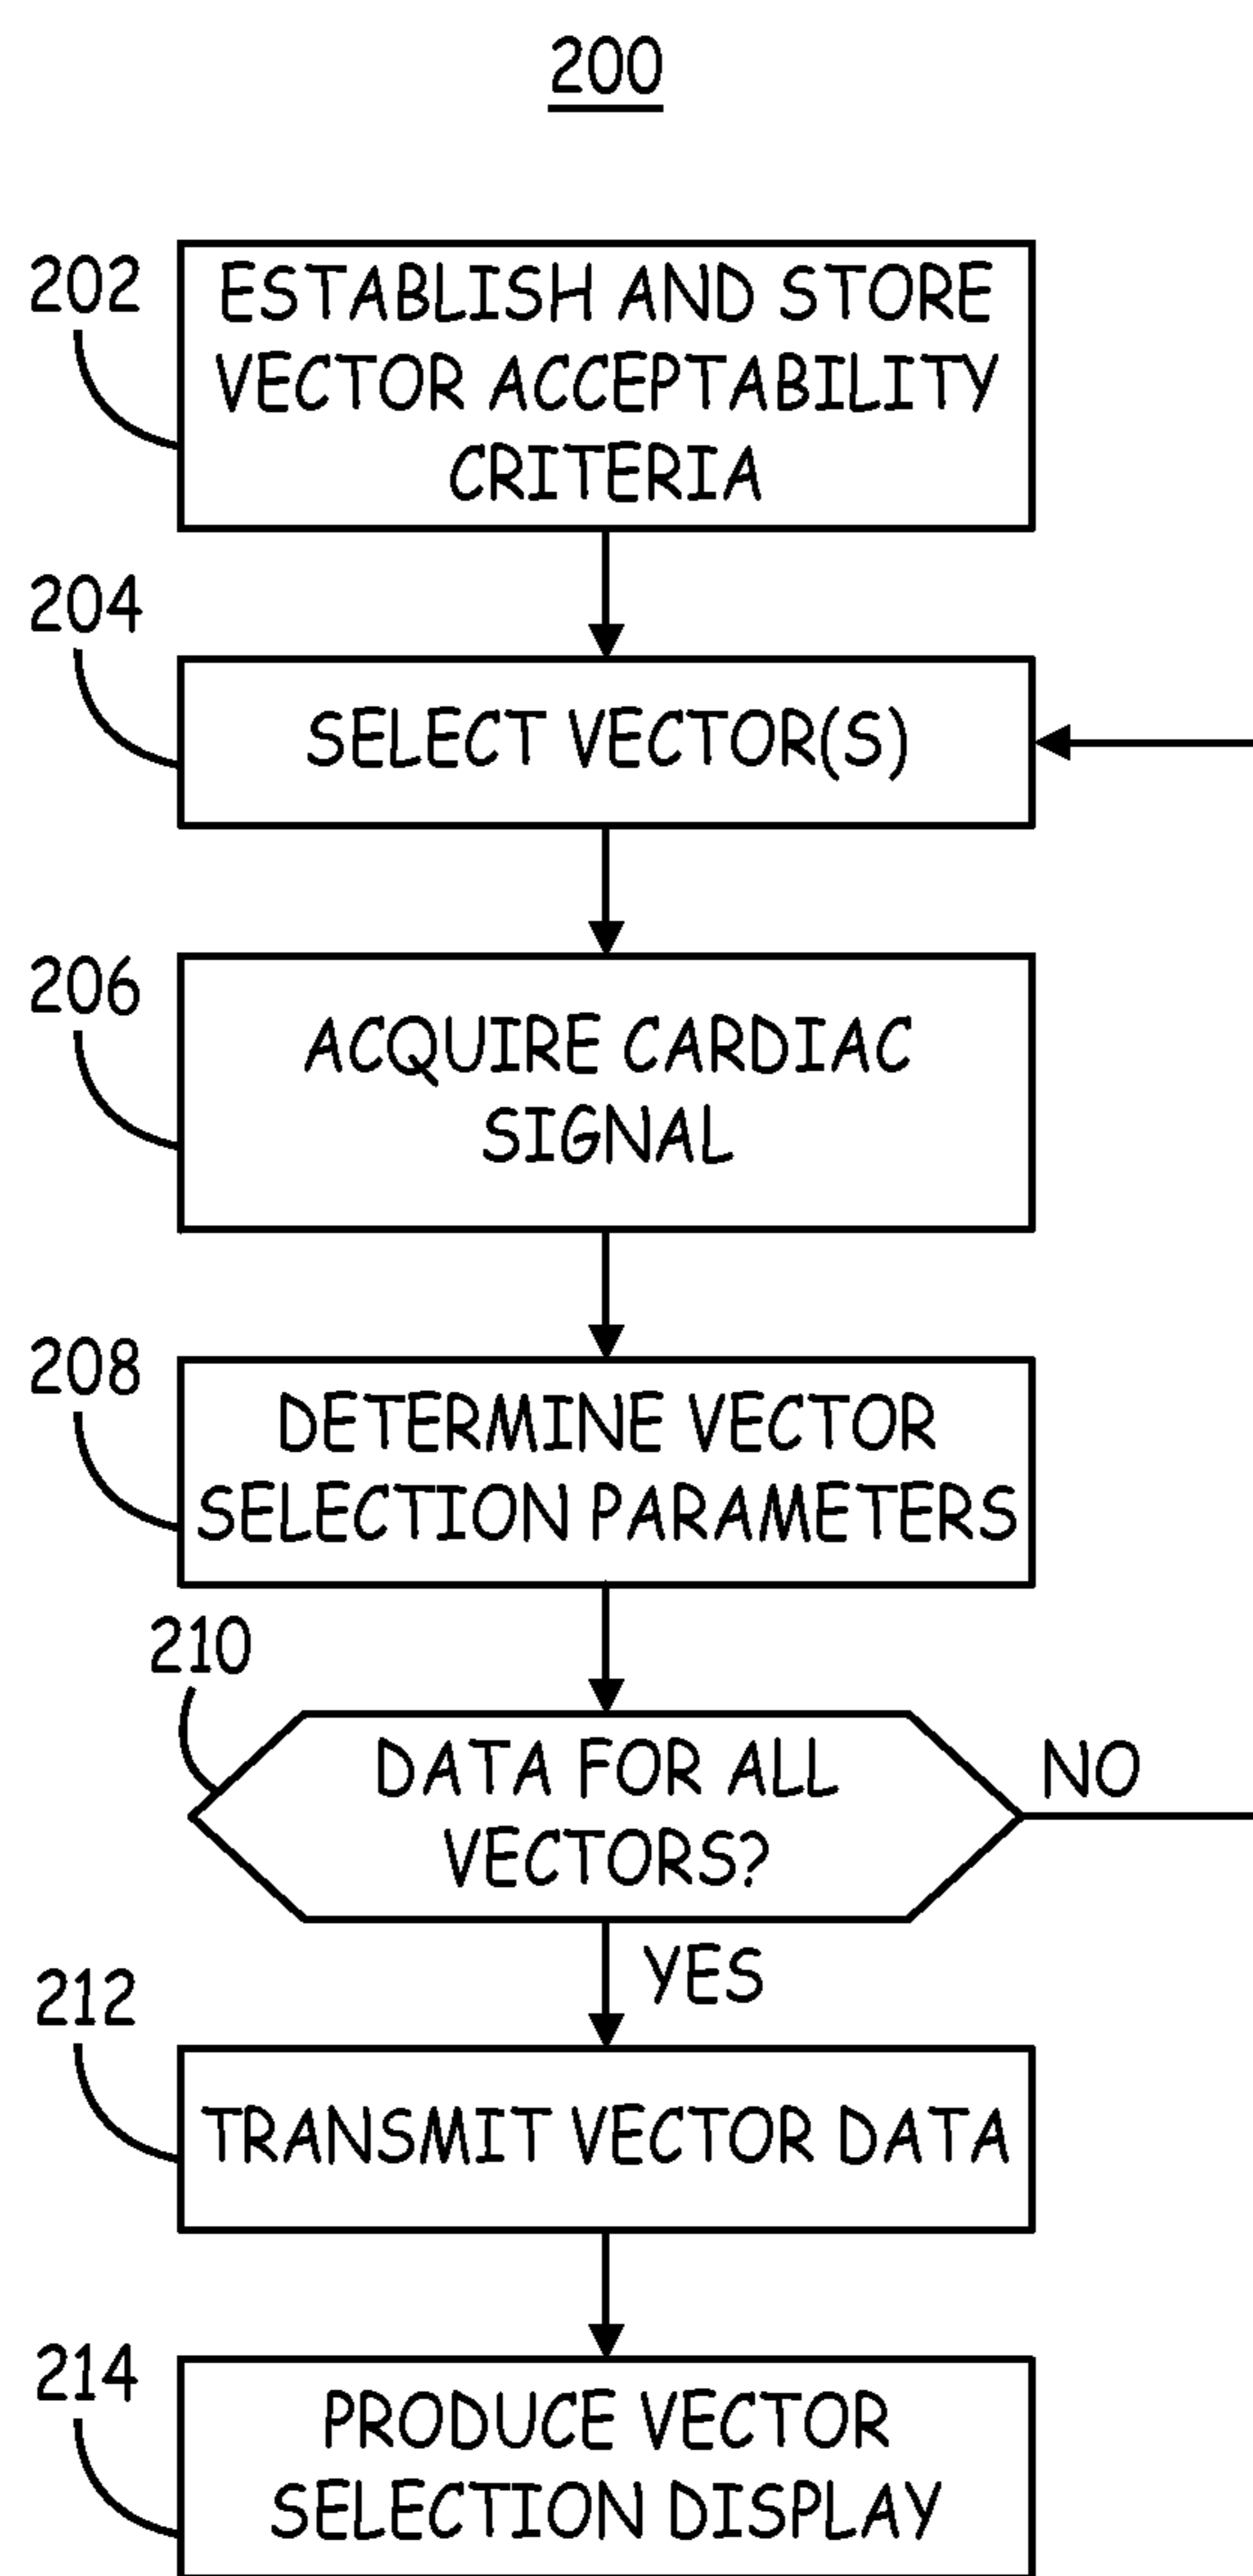 200
202
ESTABLISH AND STORE
VECTOR ACCEPTABILITY
CRITERIA
204
SELECT VECTOR(S)
206
ACQUIRE CARDIAC
SIGNAL
208
DETERMINE VECTOR
SELECTION PARAMETERS
210
DATA FOR ALL
VECTORS?
NO
YES
212
TRANSMIT VECTOR DATA
214
PRODUCE VECTOR
SELECTION DISPLAY